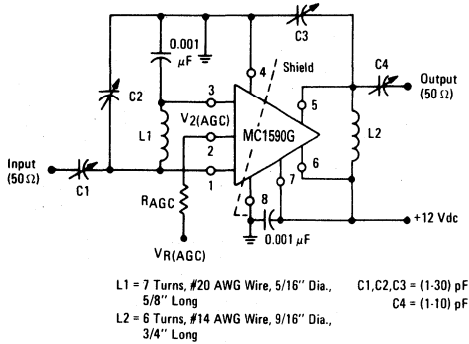 C3
0.001
μF
4
Shield
C4
Output
(50 Ω)
C2
3
5
V2(AGC)
MC1590G
L1
2
L2
6
Input
(50Ω)
1
7
C1
RAGC
8
+12 Vdc
0.001 μF
VR(AGC)
L1 = 7 Turns, #20 AWG Wire, 5/16" Dia.,
5/8" Long
L2 = 6 Turns, #14 AWG Wire, 9/16" Dia.,
3/4" Long
C1,C2,C3 = (1-30) pF
C4 = (1-10) pF